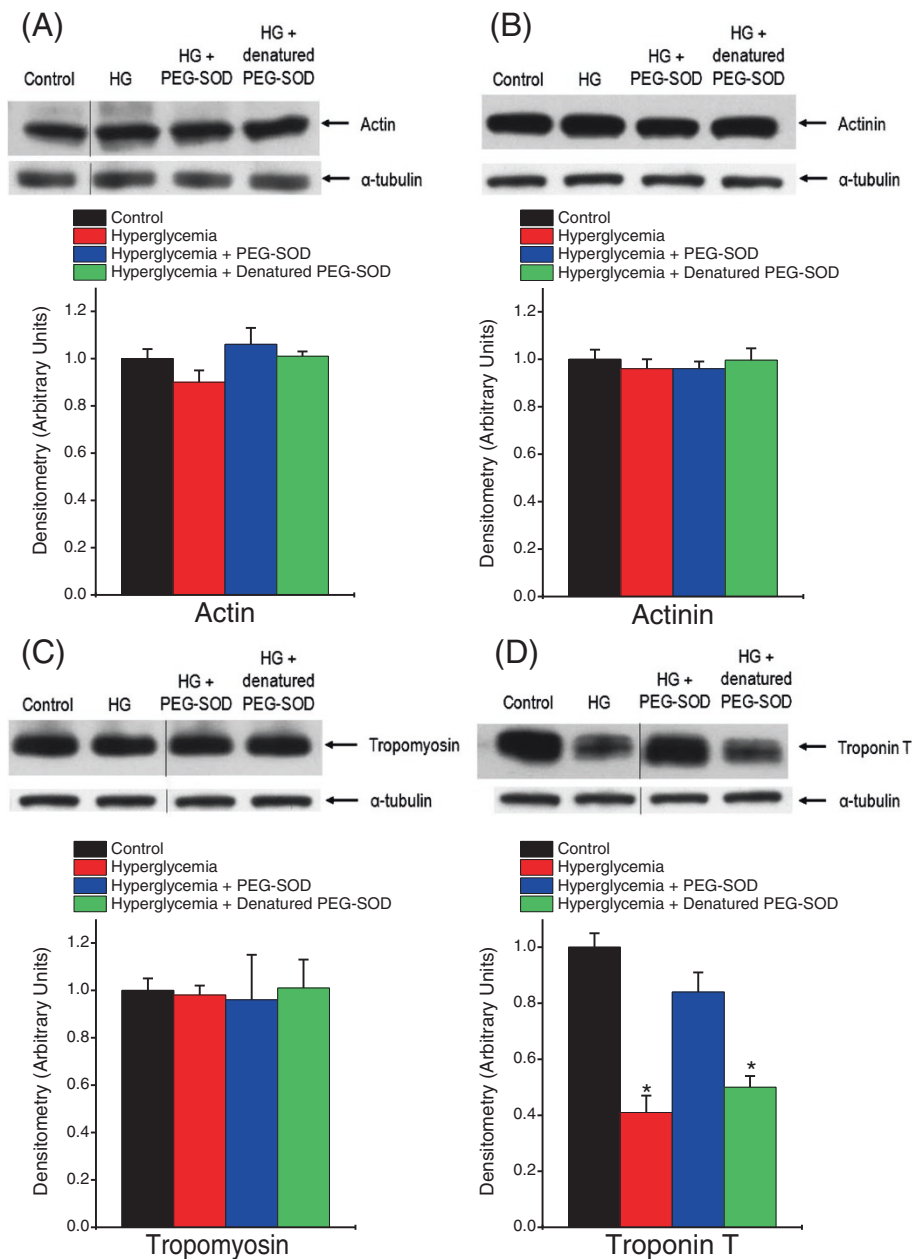 (A)
Control
HG
HG +
PEG-SOD
HG +
denatured
PEG-SOD
Actin
α-tubulin
Control
Hyperglycemia
Hyperglycemia + PEG-SOD
Hyperglycemia + Denatured PEG-SOD
Densitometry (Arbitrary Units)
1.2
1.0
0.8
0.6
0.4
0.2
0.0
Actin
(B)
Control
HG
HG +
PEG-SOD
HG +
denatured
PEG-SOD
Actinin
α-tubulin
Control
Hyperglycemia
Hyperglycemia + PEG-SOD
Hyperglycemia + Denatured PEG-SOD
Densitometry (Arbitrary Units)
1.2
1.0
0.8
0.6
0.4
0.2
0.0
Actinin
(C)
Control
HG
HG +
PEG-SOD
HG +
denatured
PEG-SOD
Tropomyosin
α-tubulin
Control
Hyperglycemia
Hyperglycemia + PEG-SOD
Hyperglycemia + Denatured PEG-SOD
Densitometry (Arbitrary Units)
1.2
1.0
0.8
0.6
0.4
0.2
0.0
Tropomyosin
(D)
Control
HG
HG +
PEG-SOD
HG +
denatured
PEG-SOD
Troponin T
α-tubulin
Control
Hyperglycemia
Hyperglycemia + PEG-SOD
Hyperglycemia + Denatured PEG-SOD
Densitometry (Arbitrary Units)
1.0
0.8
0.6
0.4
0.2
0.0
*
*
Troponin T